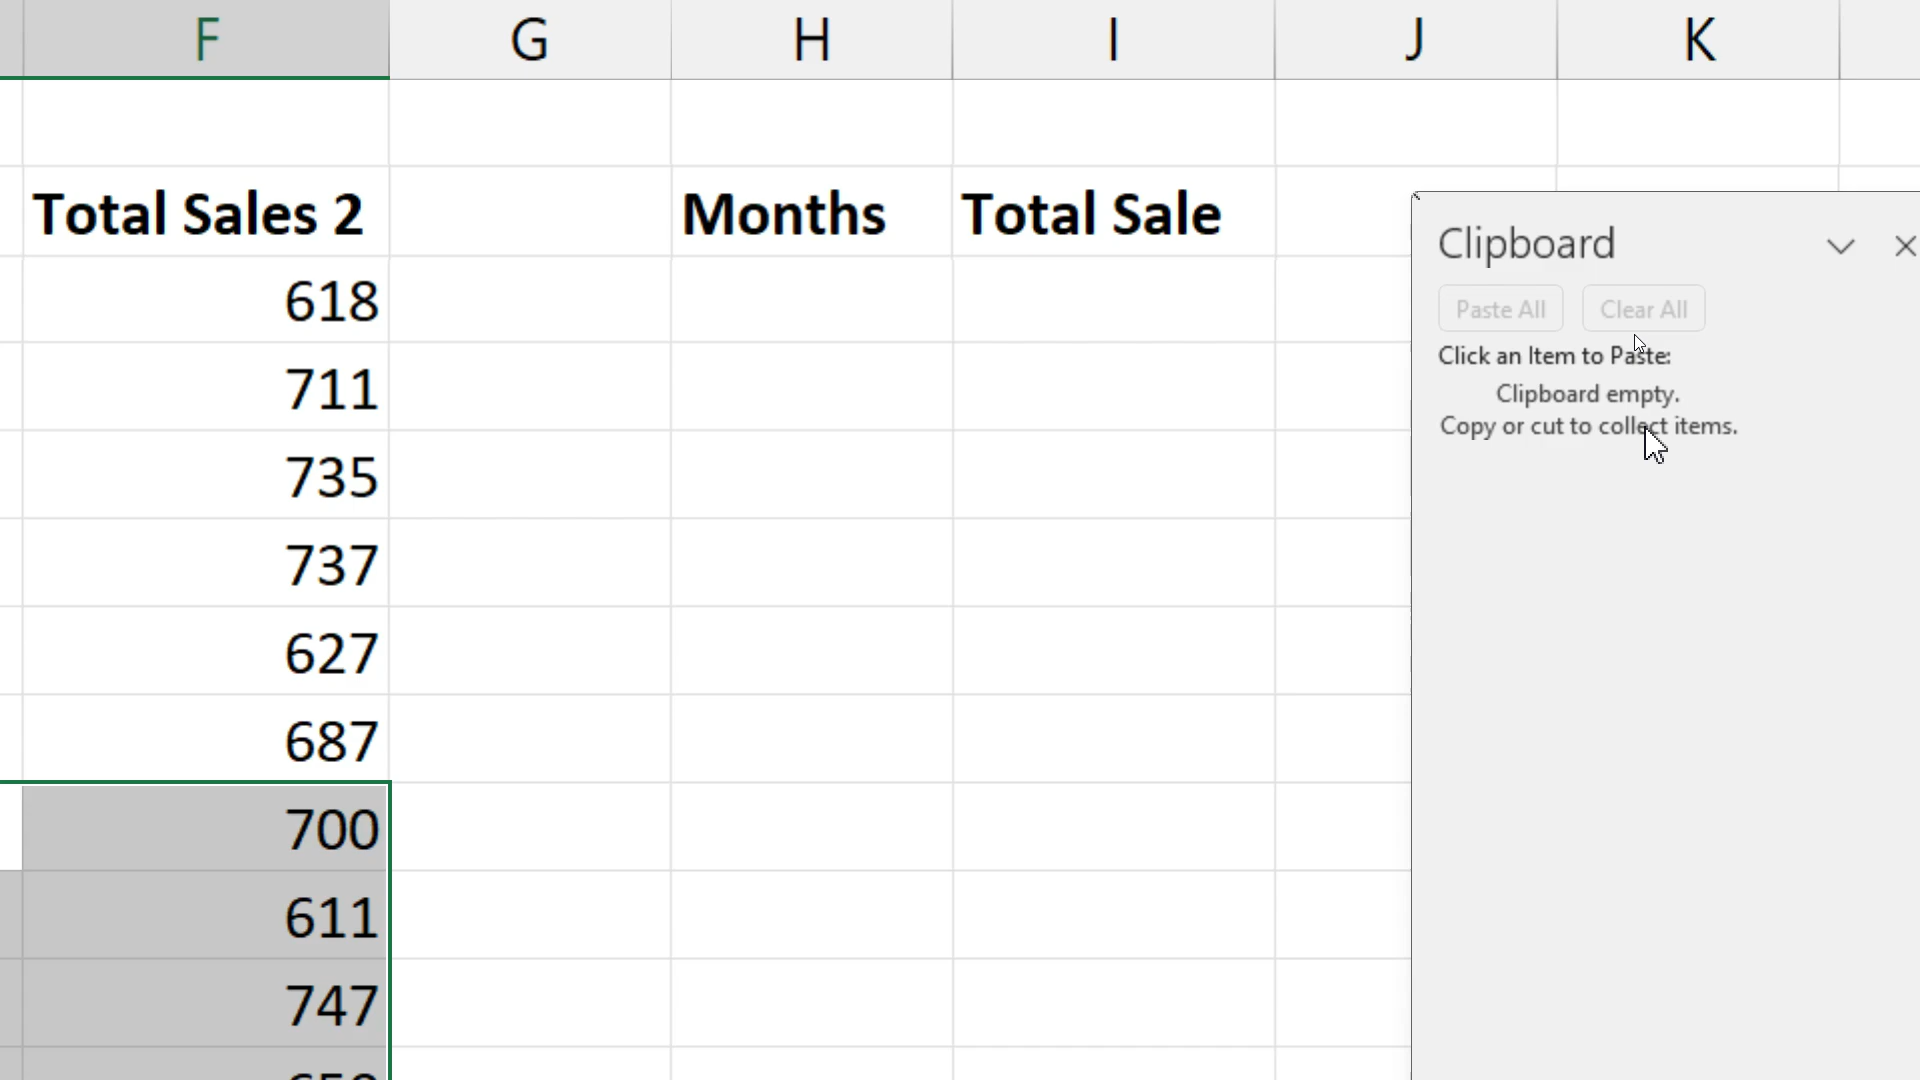 F G H I J K
Total Sales 2 Months Total Sale
618
711
735
737
627
687
700
611
747
Clipboard
Paste All Clear All
Click an Item to Paste:
Clipboard empty.
Copy or cut to collect items.